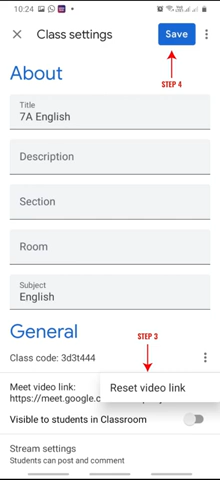 10:24
Class settings
Save
STEP 4
About
Title
7A English
Description
Section
Room
Subject
English
General
STEP 3
Class code: 3d3t444
Reset video link
Meet video link:
https://meet.google.c
Visible to students in Classroom
Stream settings
Students can post and comment